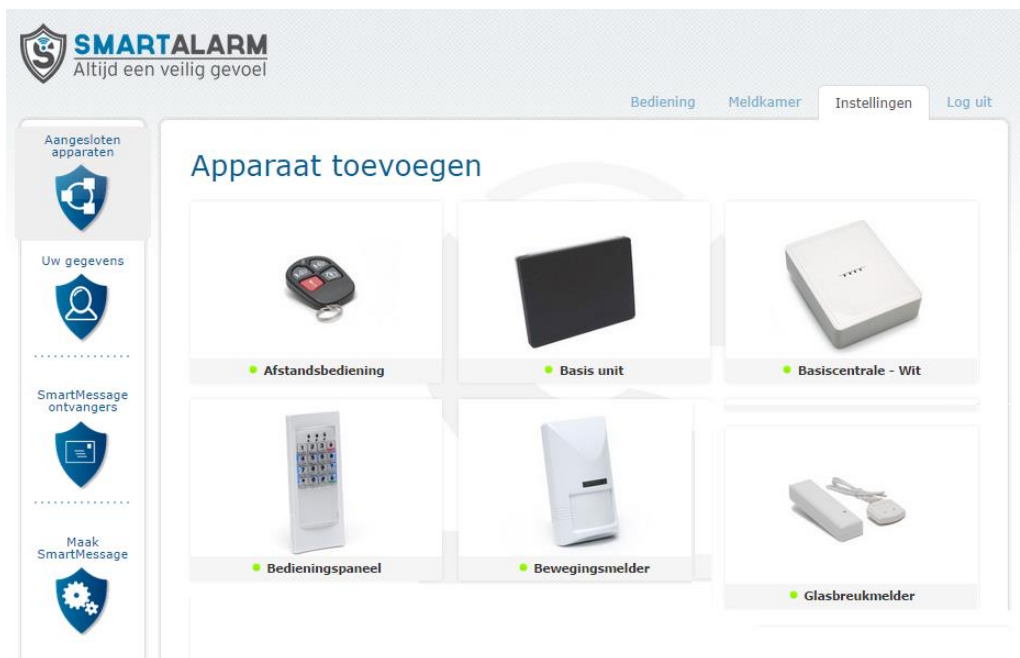 SMARTALARM
Altijd een veilig gevoel
Bediening
Meldkamer
Instellingen
Log uit
Aangesloten
apparaten
Uw gegevens
SmartMessage
ontvangers
Maak
SmartMessage
Apparaat toevoegen
Afstandsbediening
Basis unit
Basiscentrale - Wit
Bedieningspaneel
Bewegingsmelder
Glasbreukmelder